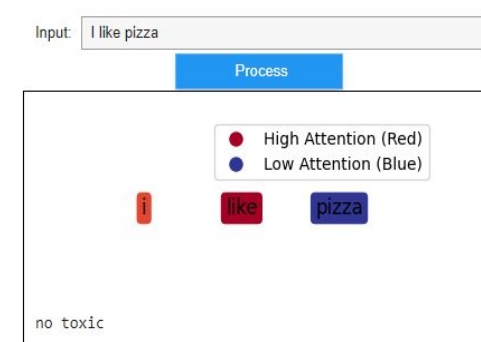 Input: I like pizza
Process
High Attention (Red)
Low Attention (Blue)
i like pizza
no toxic